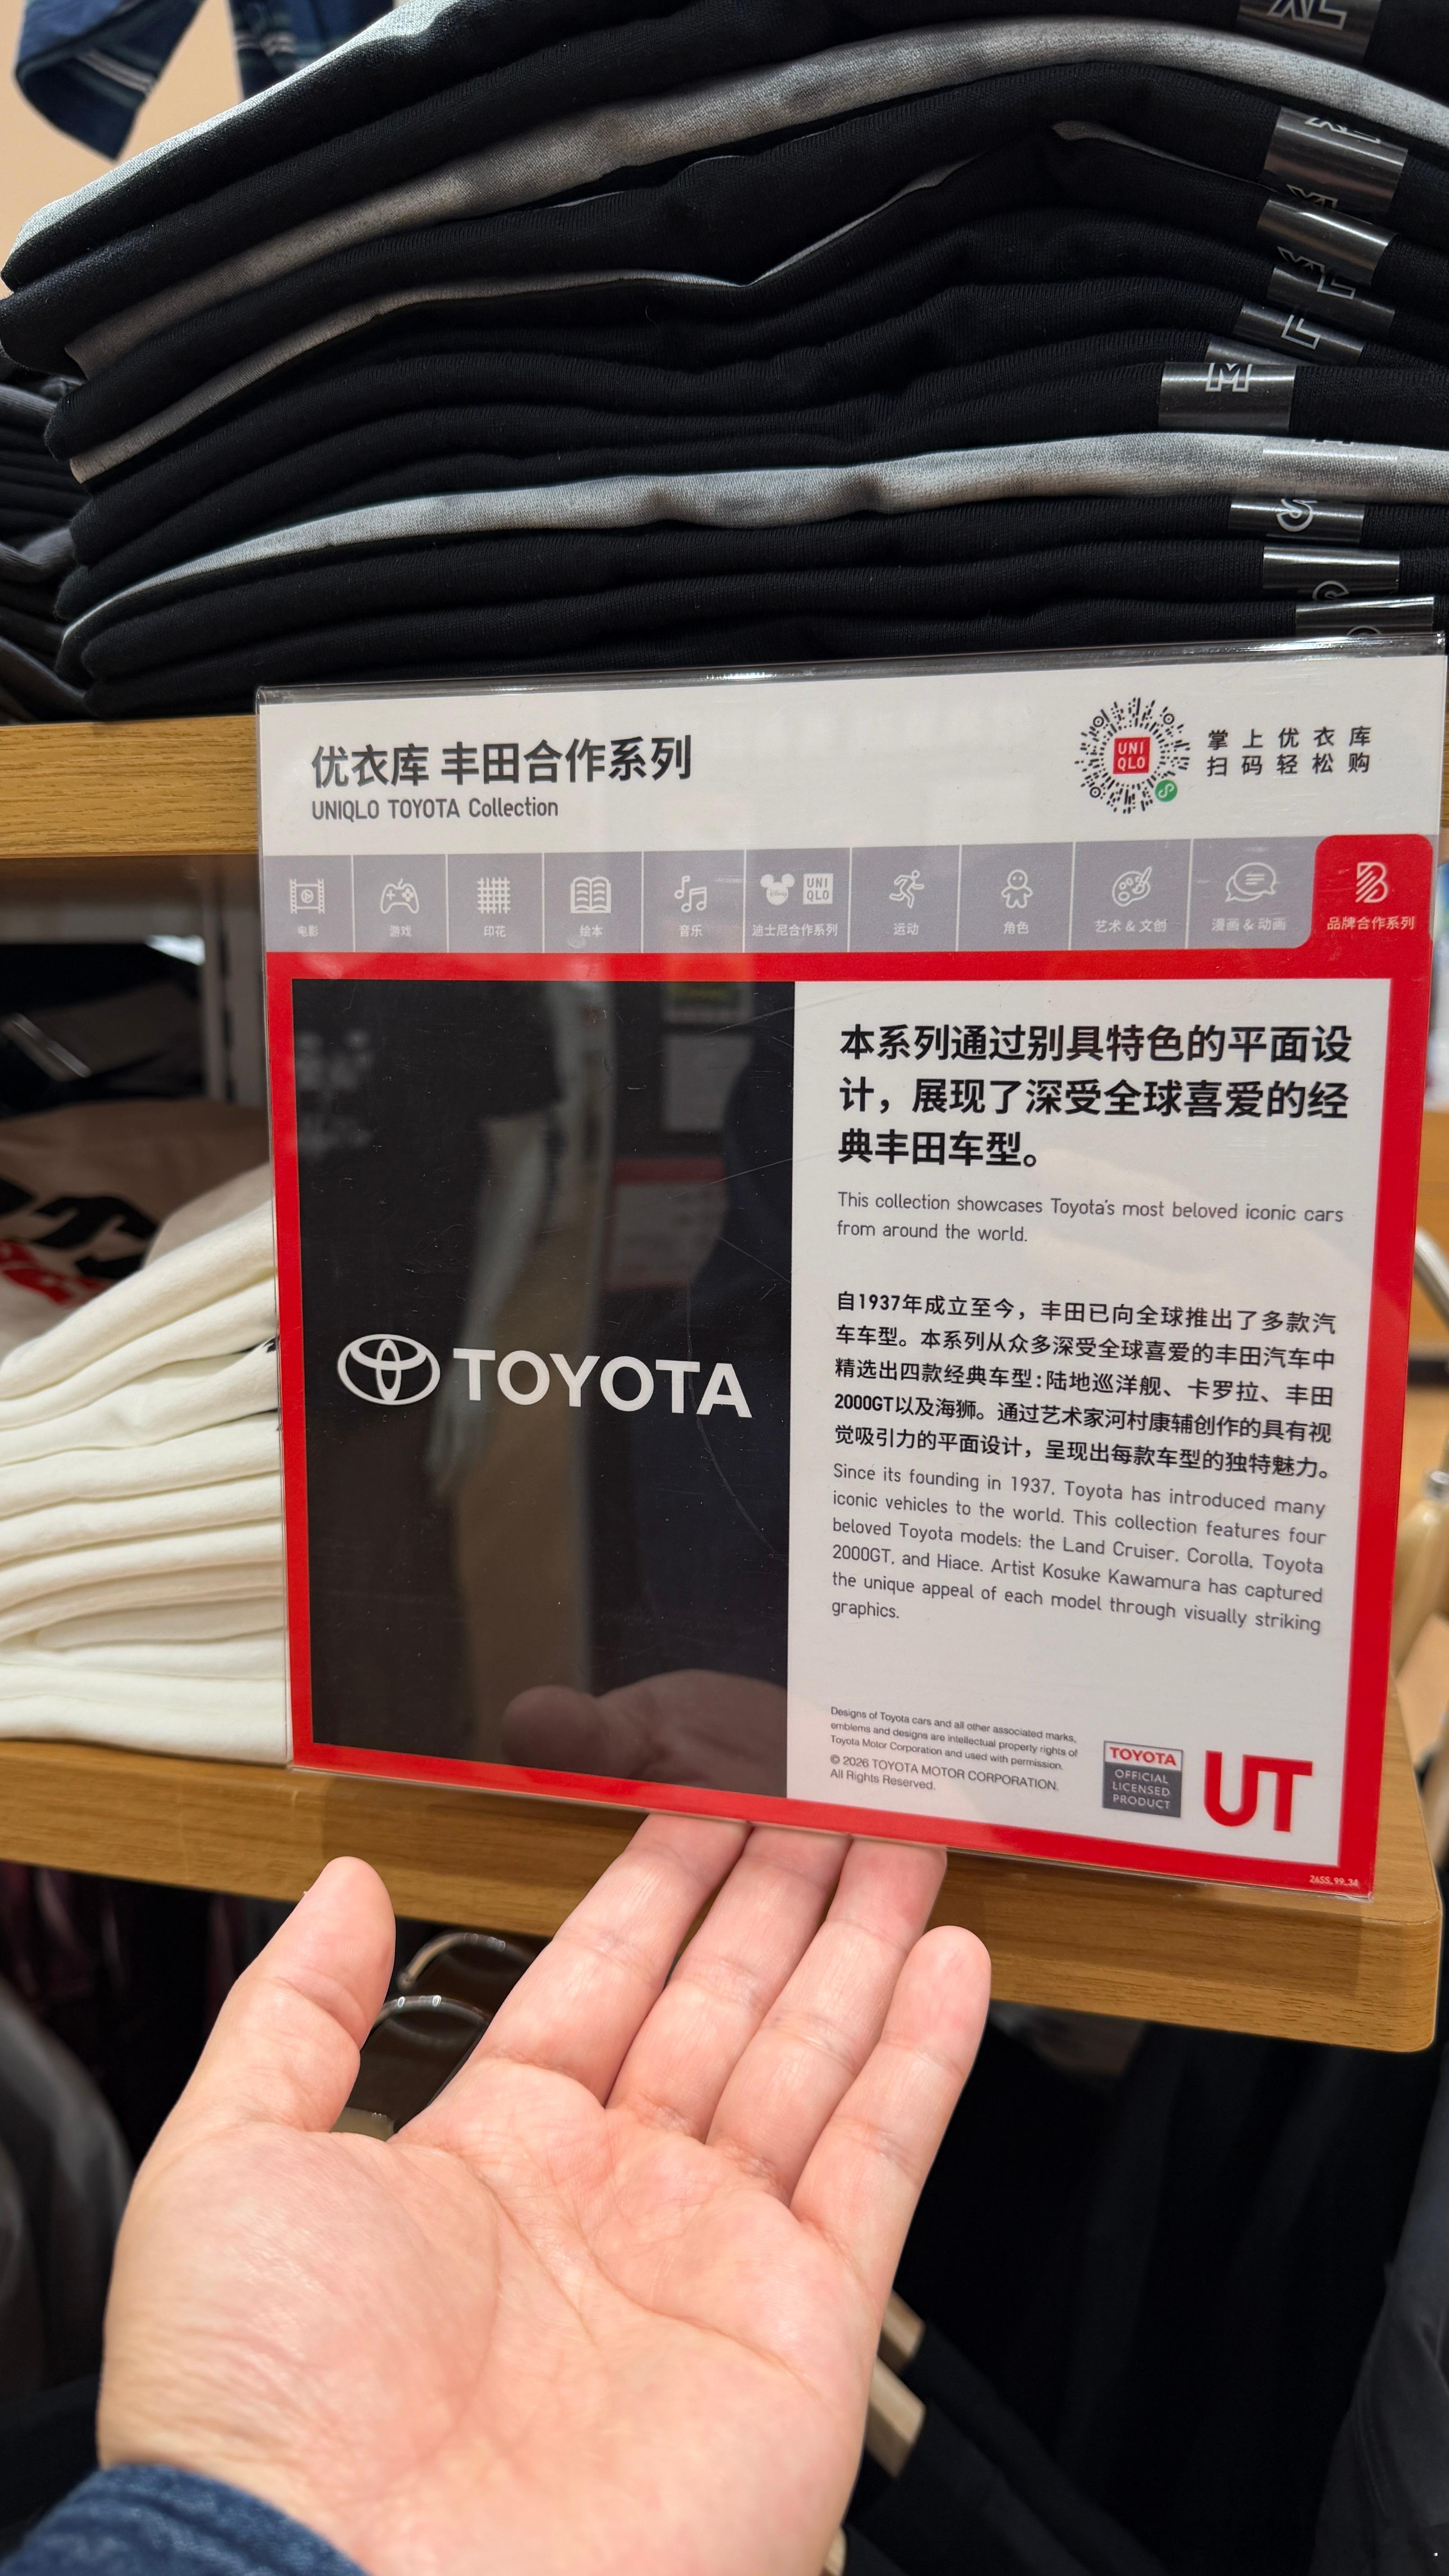 XL
XL
XL
XL
L
M
S
S
优衣库 丰田合作系列
UNIQLO TOYOTA Collection
UNI
QLO
掌上优衣库
扫码轻松购
电影
游戏
印花
绘本
音乐
Disney
UNI
QLO
迪士尼合作系列
运动
角色
艺术 & 文创
漫画 & 动画
品牌合作系列
TOYOTA
本系列通过别具特色的平面设
计，展现了深受全球喜爱的经
典丰田车型。
This collection showcases Toyota's most beloved iconic cars
from around the world.
自1937年成立至今，丰田已向全球推出了多款汽
车车型。本系列从众多深受全球喜爱的丰田汽车中
精选出四款经典车型:陆地巡洋舰、卡罗拉、丰田
2000GT以及海狮。通过艺术家河村康辅创作的具有视
觉吸引力的平面设计，呈现出每款车型的独特魅力。
Since its founding in 1937, Toyota has introduced many
iconic vehicles to the world. This collection features four
beloved Toyota models: the Land Cruiser, Corolla, Toyota
2000GT, and Hiace. Artist Kosuke Kawamura has captured
the unique appeal of each model through visually striking
graphics.
Designs of Toyota cars and all other associated marks,
emblems and designs are intellectual property rights of
Toyota Motor Corporation and used with permission.
© 2026 TOYOTA MOTOR CORPORATION.
All Rights Reserved.
TOYOTA
OFFICIAL
LICENSED
PRODUCT
UT
26SS_99_34